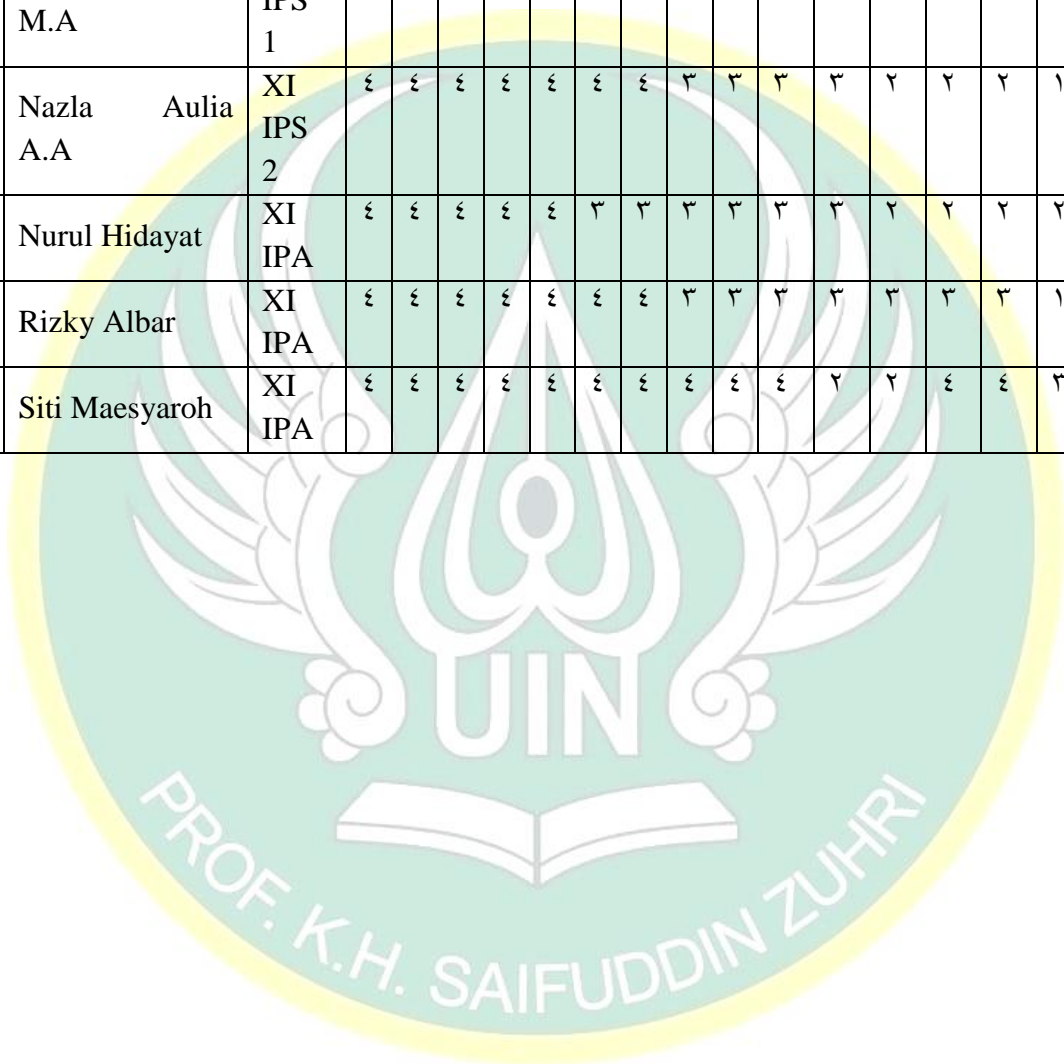 M.A IPS
1
Nazla Aulia A.A XI IPS 2 ٤ ٤ ٤ ٤ ٤ ٤ ٤ ٣ ٣ ٣ ٣ ٢ ٢ ٢ ١
Nurul Hidayat XI IPA ٤ ٤ ٤ ٤ ٤ ٣ ٣ ٣ ٣ ٣ ٣ ٢ ٢ ٢ ٢
Rizky Albar XI IPA ٤ ٤ ٤ ٤ ٤ ٤ ٤ ٣ ٣ ٣ ٣ ٣ ٣ ٣ ١
Siti Maesyaroh XI IPA ٤ ٤ ٤ ٤ ٤ ٤ ٤ ٤ ٤ ٤ ٢ ٢ ٤ ٤ ٣
UIN
PROF. K.H. SAIFUDDIN ZUHRI